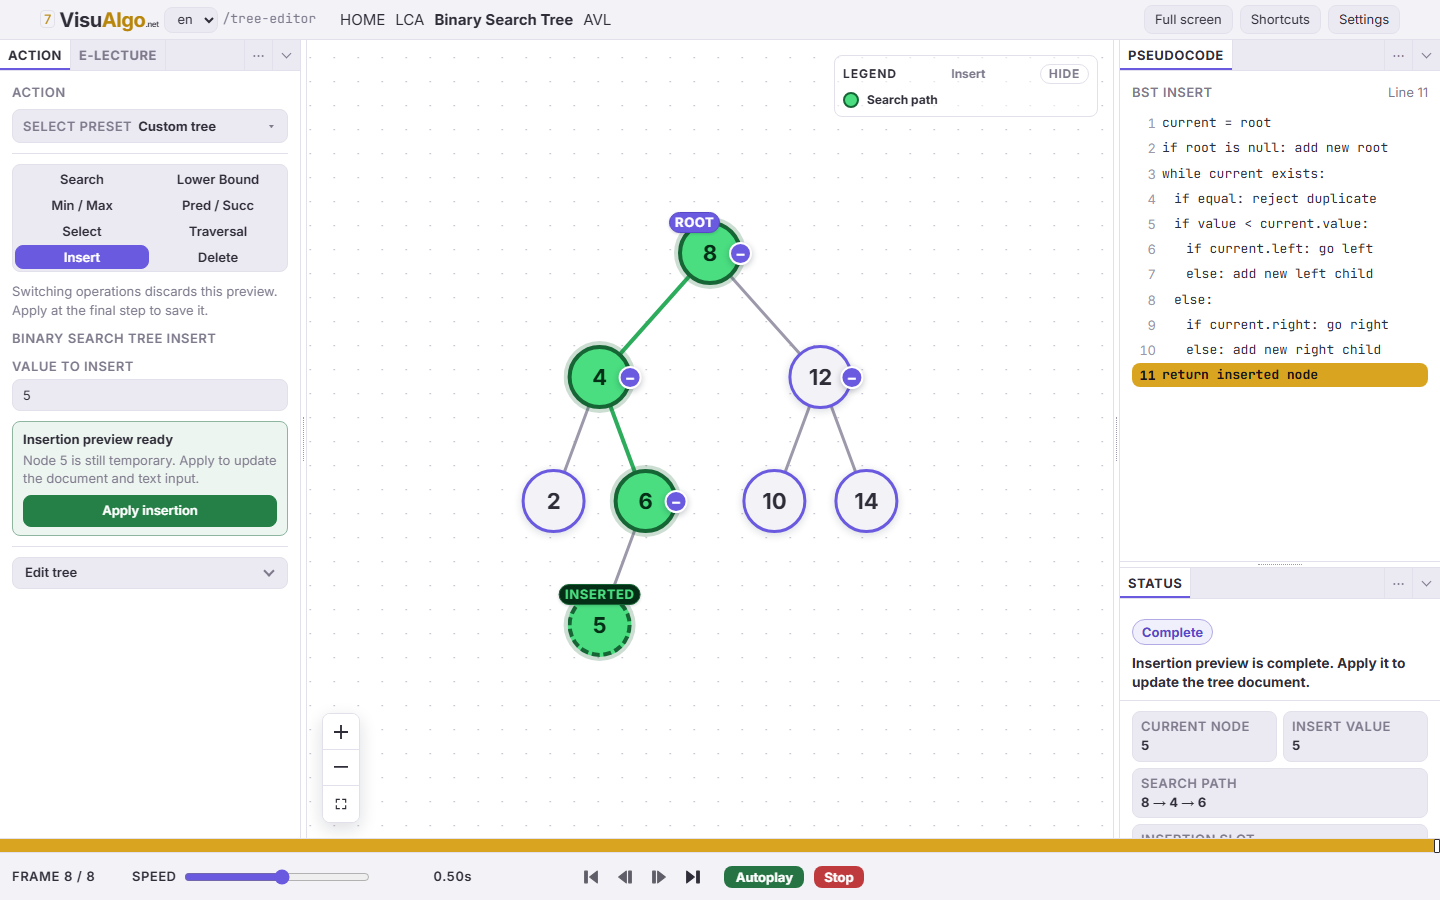 7 VisuAlgo.net en /tree-editor HOME LCA Binary Search Tree AVL Full screen Shortcuts Settings
ACTION E-LECTURE
ACTION
SELECT PRESET Custom tree
Search Lower Bound
Min / Max Pred / Succ
Select Traversal
Insert Delete
Switching operations discards this preview.
Apply at the final step to save it.
BINARY SEARCH TREE INSERT
VALUE TO INSERT
5
Insertion preview ready
Node 5 is still temporary. Apply to update
the document and text input.
Apply insertion
Edit tree
LEGEND Insert HIDE
Search path
ROOT
8
4 12
2 6 10 14
INSERTED
5
PSEUDOCODE
BST INSERT Line 11
1 current = root
2 if root is null: add new root
3 while current exists:
4 if equal: reject duplicate
5 if value < current.value:
6 if current.left: go left
7 else: add new left child
8 else:
9 if current.right: go right
10 else: add new right child
11 return inserted node
STATUS
Complete
Insertion preview is complete. Apply it to
update the tree document.
CURRENT NODE INSERT VALUE
5 5
SEARCH PATH
8 → 4 → 6
INSERTION SLOT
FRAME 8 / 8 SPEED 0.50s Autoplay Stop